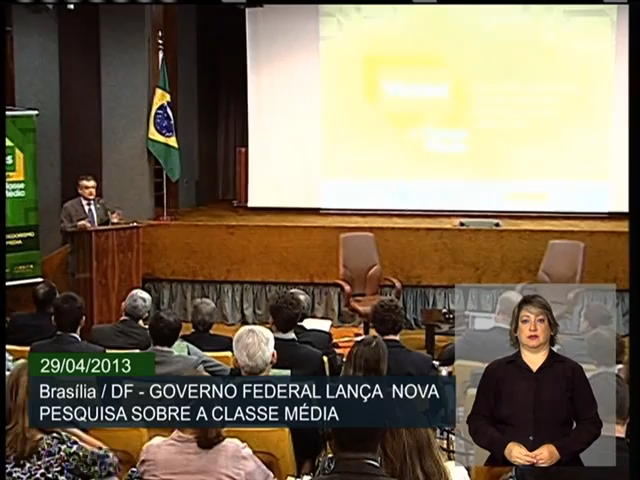 29/04/2013
Brasília / DF - GOVERNO FEDERAL LANÇA NOVA
PESQUISA SOBRE A CLASSE MÉDIA